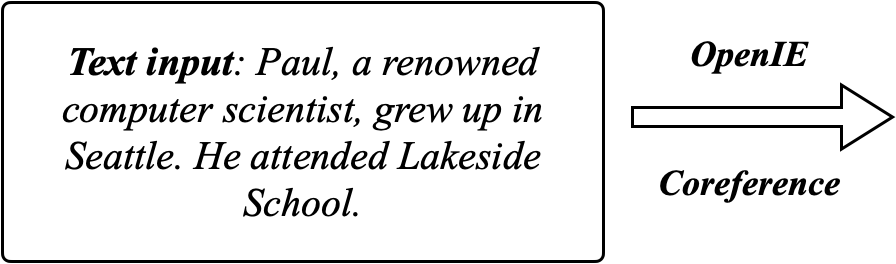 Text input: Paul, a renowned
computer scientist, grew up in
Seattle. He attended Lakeside
School.
OpenIE
Coreference